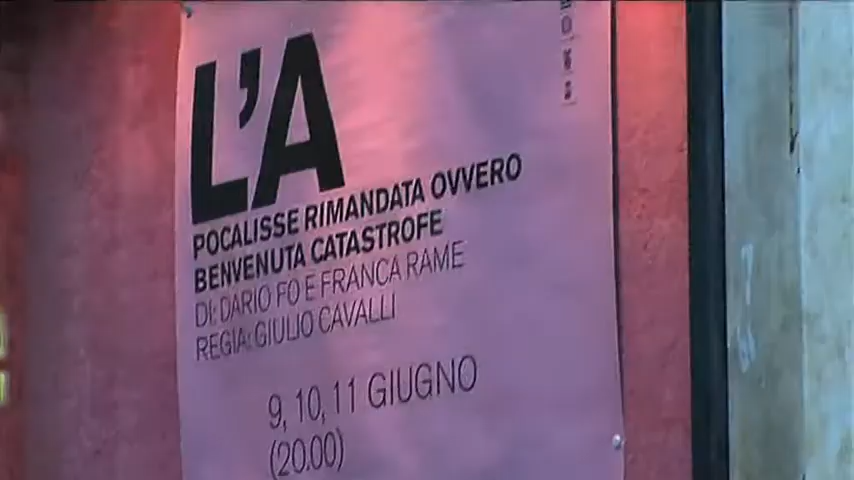 L'A
POCALISSE RIMANDATA OVVERO
BENVENUTA CATASTROFE
DI: DARIO FO E FRANCA RAME
REGIA: GIULIO CAVALLI
9, 10, 11 GIUGNO
(20.00)